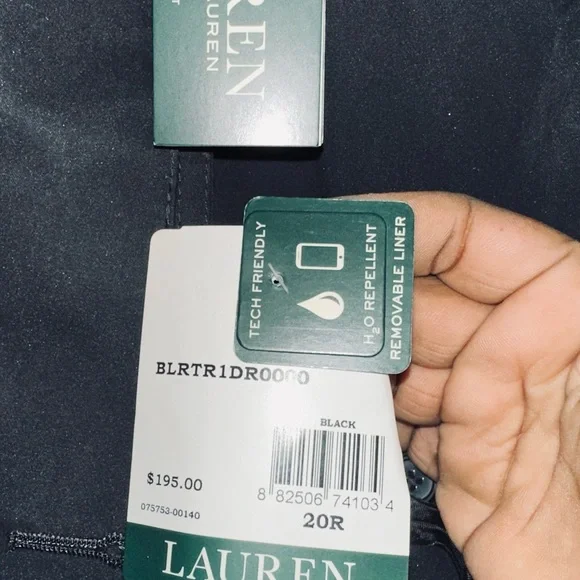 REN
LAUREN
TECH FRIENDLY
H₂O REPELLENT
REMOVABLE LINER
BLRTR1DR0000
BLACK
8 82506 74103 4
20R
$195.00
075753-00140
LAUREN